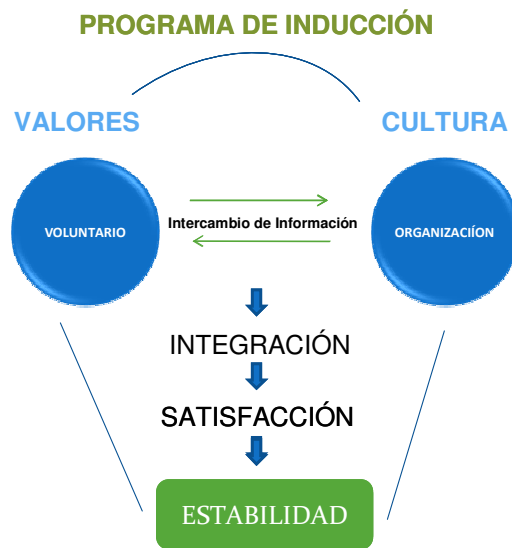 PROGRAMA DE INDUCCIÓN
VALORES
CULTURA
VOLUNTARIO
Intercambio de Información
ORGANIZACIÍON
INTEGRACIÓN
SATISFACCIÓN
ESTABILIDAD